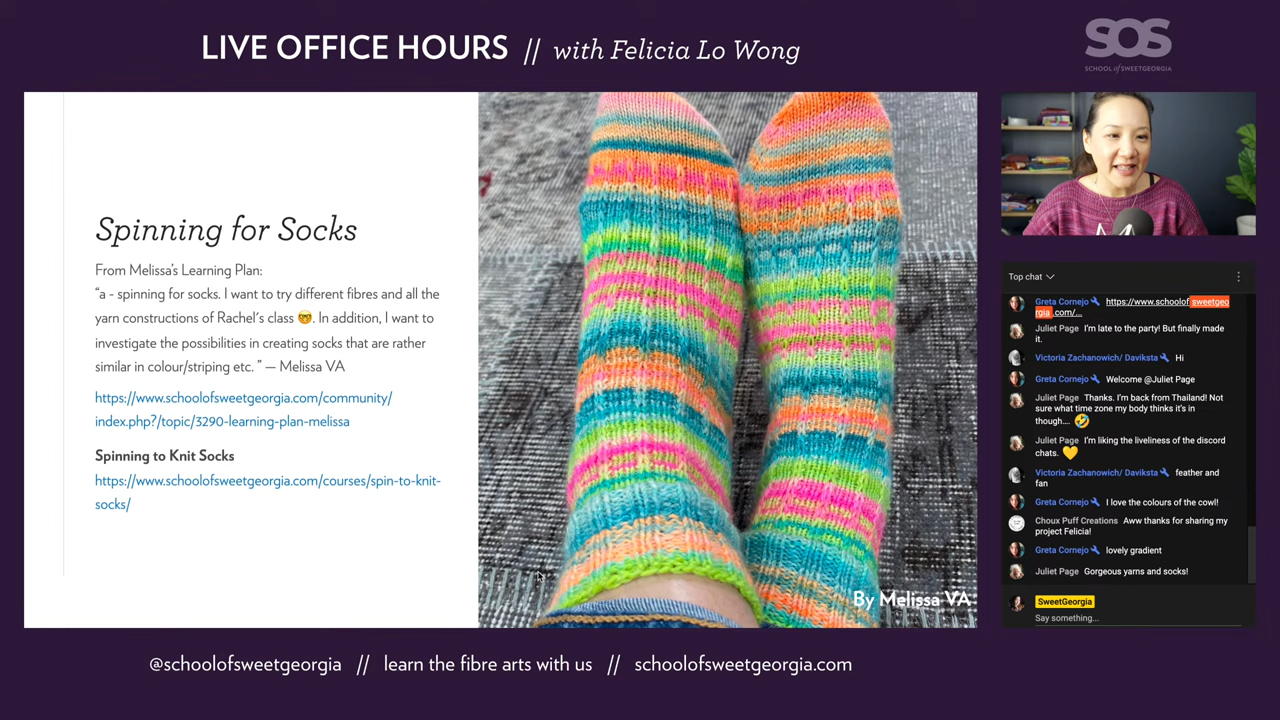 LIVE OFFICE HOURS // with Felicia Lo Wong
SOS
SCHOOL of SWEETGEORGIA
Spinning for Socks
From Melissa's Learning Plan:
“a - spinning for socks. I want to try different fibres and all the
yarn constructions of Rachel's class 🤓. In addition, I want to
investigate the possibilities in creating socks that are rather
similar in colour/striping etc. ” — Melissa VA
https://www.schoolofsweetgeorgia.com/community/
index.php?/topic/3290-learning-plan-melissa
Spinning to Knit Socks
https://www.schoolofsweetgeorgia.com/courses/spin-to-knit-
socks/
By Melissa VA
Top chat
Greta Cornejo https://www.schoolofsweetgeo
rgia.com/...
Juliet Page I'm late to the party! But finally made
it.
Victoria Zachanowich/ Daviksta Hi
Greta Cornejo Welcome @Juliet Page
Juliet Page Thanks. I'm back from Thailand! Not
sure what time zone my body thinks it's in
though.... 🤣
Juliet Page I'm liking the liveliness of the discord
chats. 💛
Victoria Zachanowich/ Daviksta feather and
fan
Greta Cornejo I love the colours of the cowl!
Choux Puff Creations Aww thanks for sharing my
project Felicia!
Greta Cornejo lovely gradient
Juliet Page Gorgeous yarns and socks!
SweetGeorgia
Say something...
@schoolofsweetgeorgia // learn the fibre arts with us // schoolofsweetgeorgia.com